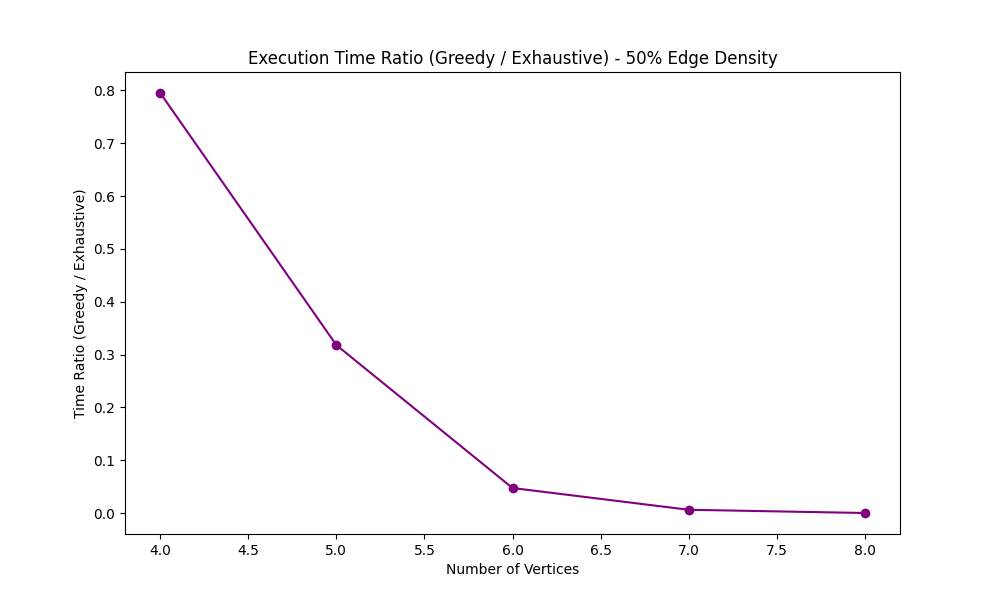 Execution Time Ratio (Greedy / Exhaustive) - 50% Edge Density
Time Ratio (Greedy / Exhaustive)
0.8
0.7
0.6
0.5
0.4
0.3
0.2
0.1
0.0
4.0 4.5 5.0 5.5 6.0 6.5 7.0 7.5 8.0
Number of Vertices